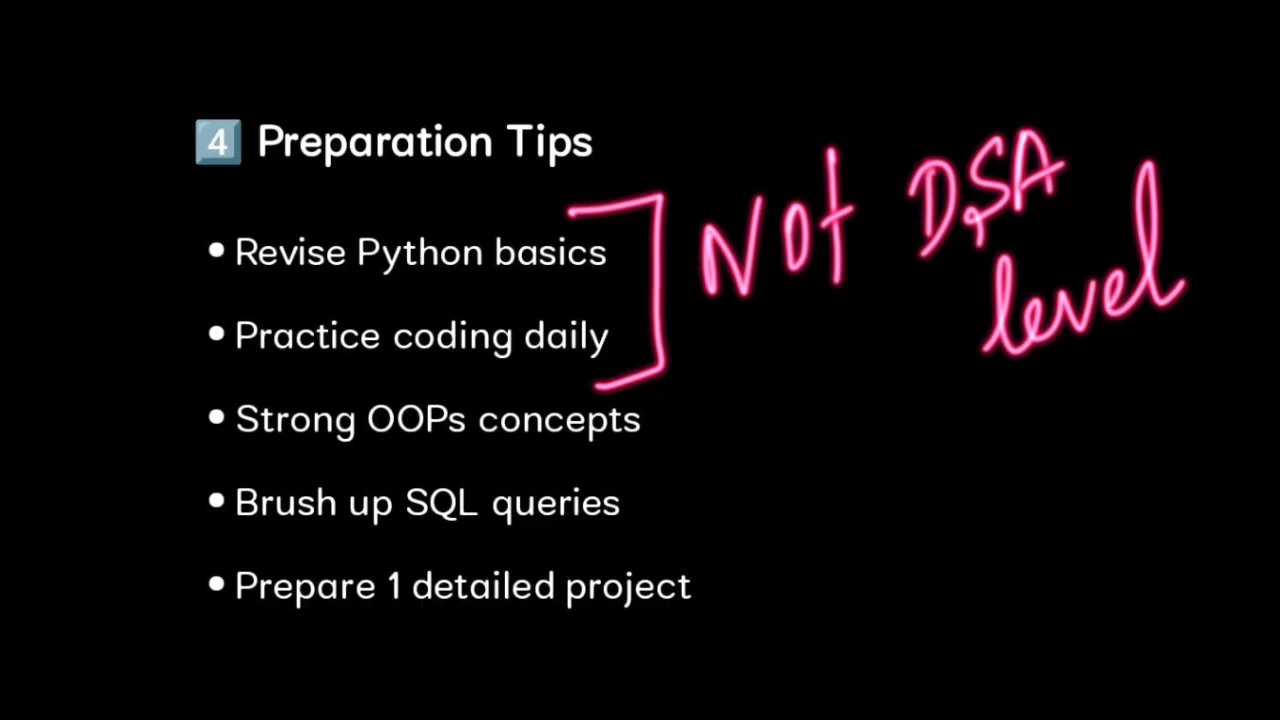 4️⃣ Preparation Tips
• Revise Python basics
• Practice coding daily
• Strong OOPs concepts
• Brush up SQL queries
• Prepare 1 detailed project
Not DSA
level